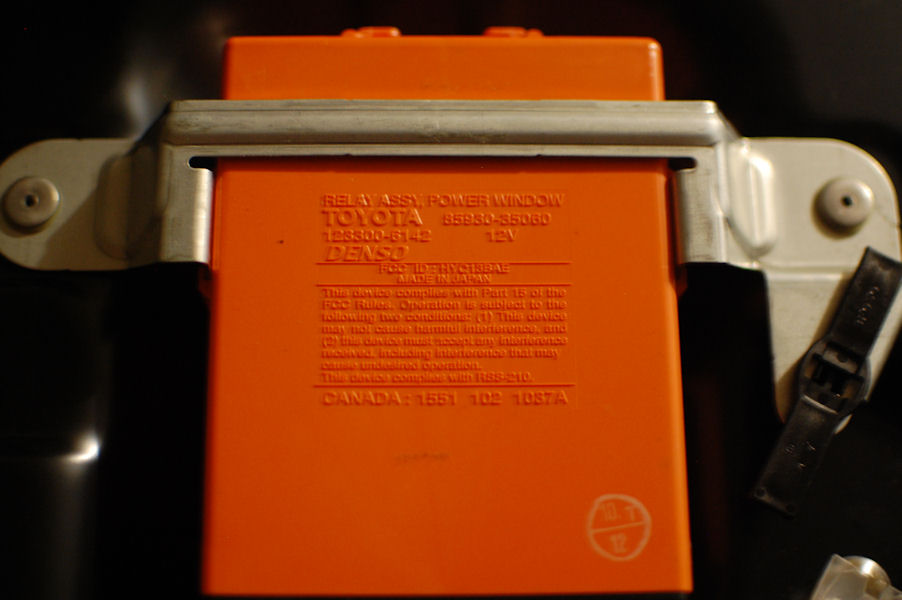 RELAY ASSY, POWER WINDOW
TOYOTA 85930-35060
123300-6142 12V
DENSO
FCC ID : HYQ13BAE
MADE IN JAPAN
This device complies with Part 15 of the
FCC Rules. Operation is subject to the
following two conditions: (1) This device
may not cause harmful interference, and
(2) this device must accept any interference
received, including interference that may
cause undesired operation.
This device complies with RSS-210.
CANADA : 1551 102 1037A
10. T
12